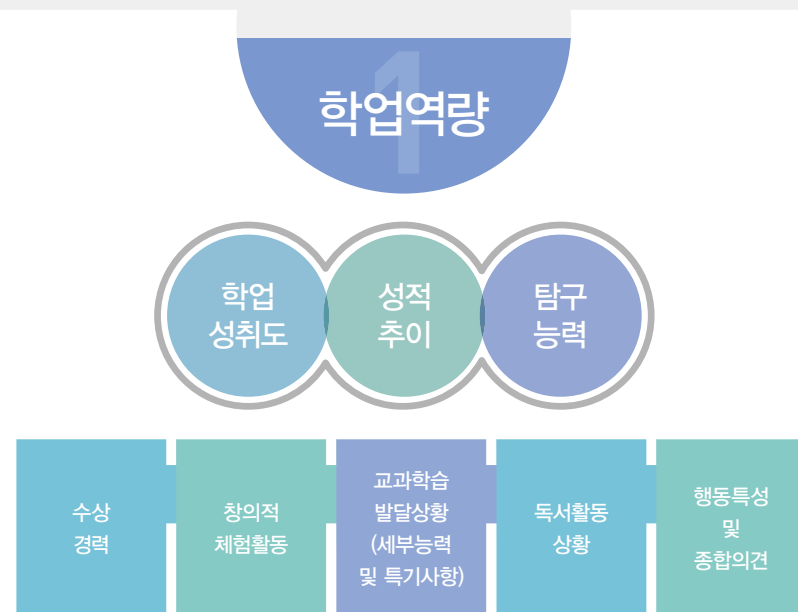 1
학업역량
학업
성취도
성적
추이
탐구
능력
수상
경력
창의적
체험활동
교과학습
발달상황
(세부능력
및 특기사항)
독서활동
상황
행동특성
및
종합의견